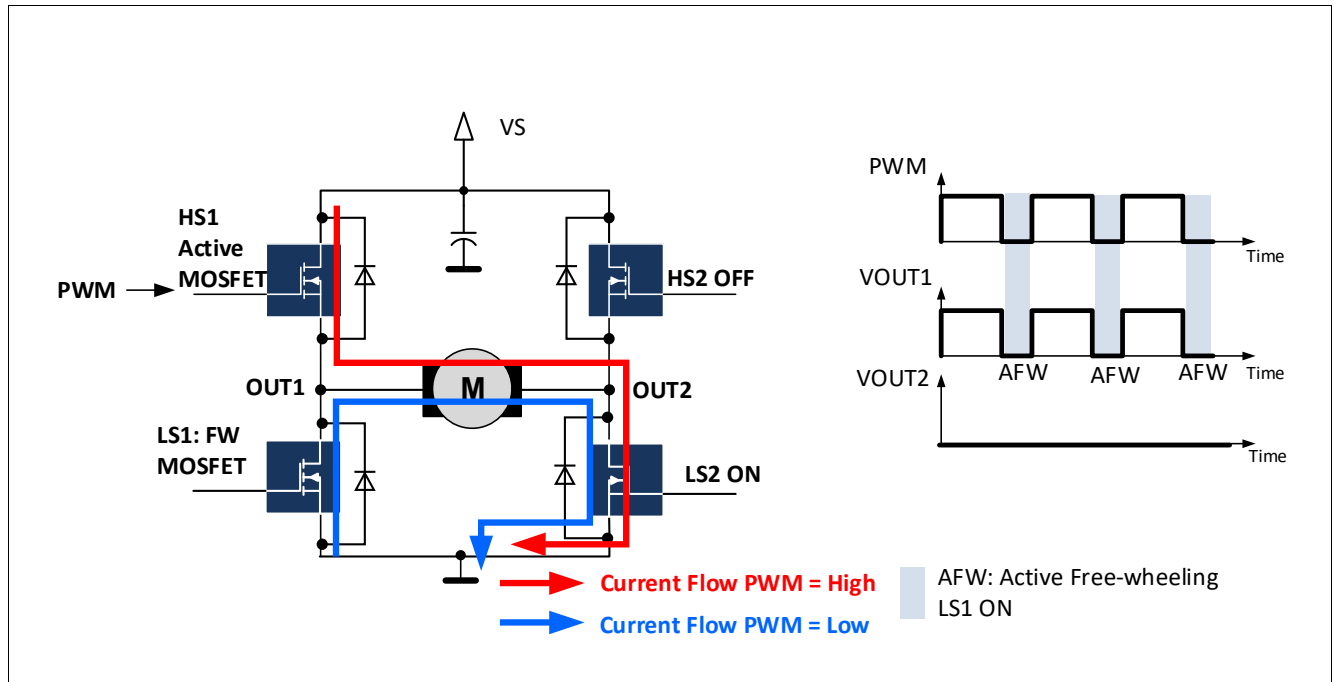 VS
HS1
Active
MOSFET
PWM
HS2 OFF
OUT1
M
OUT2
LS1: FW
MOSFET
LS2 ON
Current Flow PWM = High
Current Flow PWM = Low
PWM
Time
VOUT1
AFW
AFW
AFW
Time
VOUT2
Time
AFW: Active Free-wheeling
LS1 ON